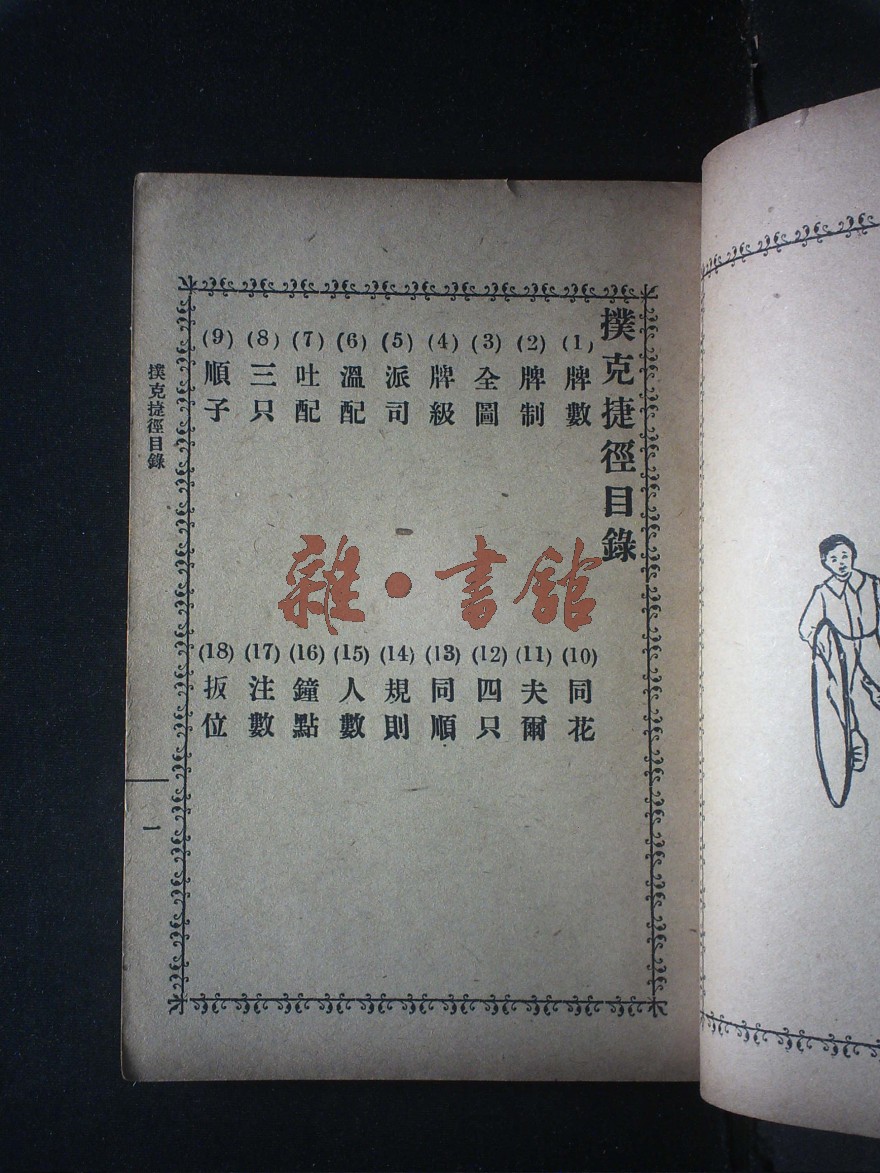 撲克捷徑目錄
(1)牌數
(2)牌制
(3)全圖
(4)牌級
(5)派司
(6)溫配
(7)吐配
(8)三只
(9)順子
(10)同花
(11)夫爾
(12)四只
(13)同順
(14)規則
(15)人數
(16)鐘點
(17)注數
(18)扳位
撲克捷徑目錄
一
雜·書館